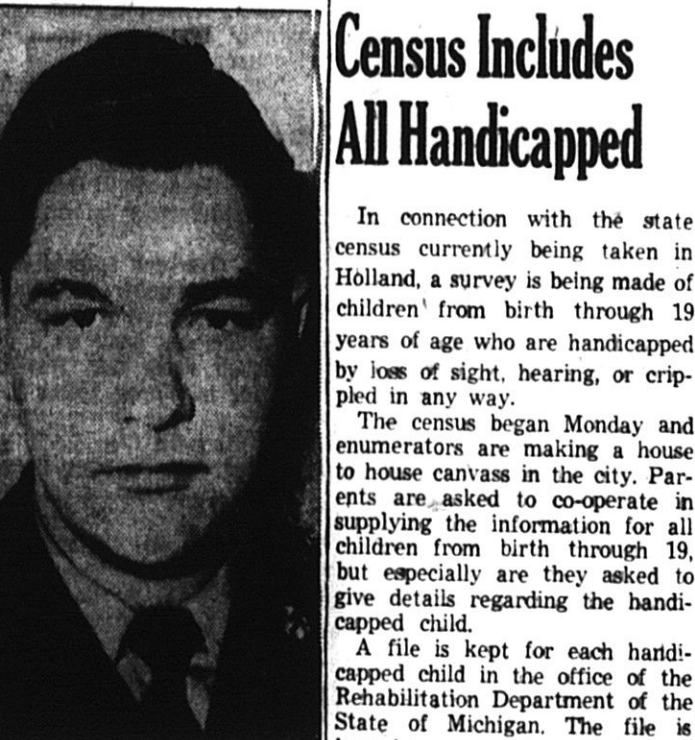 Census Includes
All Handicapped
In connection with the state
census currently being taken in
Holland, a survey is being made of
children from birth through 19
years of age who are handicapped
by loss of sight, hearing, or crip-
pled in any way.
The census began Monday and
enumerators are making a house
to house canvass in the city. Par-
ents are asked to co-operate in
supplying the information for all
children from birth through 19,
but especially are they asked to
give details regarding the handi-
capped child.
A file is kept for each handi-
capped child in the office of the
Rehabilitation Department of the
State of Michigan. The file is